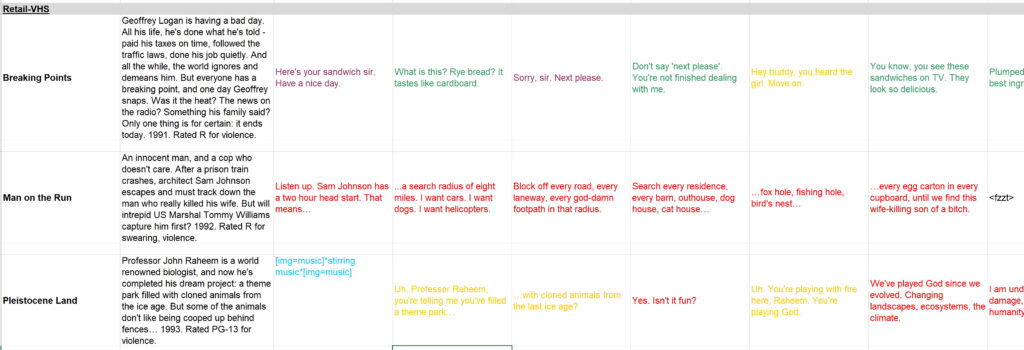 Retail-VHS
Breaking Points
Geoffrey Logan is having a bad day.
All his life, he's done what he's told -
paid his taxes on time, followed the
traffic laws, done his job quietly. And
all the while, the world ignores and
demeans him. But everyone has a
breaking point, and one day Geoffrey
snaps. Was it the heat? The news on
the radio? Something his family said?
Only one thing is for certain: it ends
today. 1991. Rated R for violence.
Here's your sandwich sir.
Have a nice day.
What is this? Rye bread? It
tastes like cardboard.
Sorry, sir. Next please.
Don't say 'next please'.
You're not finished dealing
with me.
Hey buddy, you heard the
girl. Move on.
You know, you see these
sandwiches on TV. They
look so delicious.
Plumped
best ingr
Man on the Run
An innocent man, and a cop who
doesn't care. After a prison train
crashes, architect Sam Johnson
escapes and must track down the
man who really killed his wife. But will
intrepid US Marshal Tommy Williams
capture him first? 1992. Rated R for
swearing, violence.
Listen up. Sam Johnson has
a two hour head start. That
means…
...a search radius of eight
miles. I want cars. I want
dogs. I want helicopters.
Block off every road, every
laneway, every god-damn
footpath in that radius.
Search every residence,
every barn, outhouse, dog
house, cat house…
…fox hole, fishing hole,
bird's nest…
…every egg carton in every
cupboard, until we find this
wife-killing son of a bitch.
<fzzt>
Pleistocene Land
Professor John Raheem is a world
renowned biologist, and now he's
completed his dream project: a theme
park filled with cloned animals from
the ice age. But some of the animals
don't like being cooped up behind
fences… 1993. Rated PG-13 for
violence.
[img=music]*stirring
music*[img=music]
Uh, Professor Raheem,
you're telling me you've filled
a theme park…
…with cloned animals from
the last ice age?
Yes. Isn't it fun?
Uh. You're playing with fire
here, Raheem. You're
playing God.
We've played God since we
evolved. Changing
landscapes, ecosystems, the
climate.
I am und
damage,
humanity